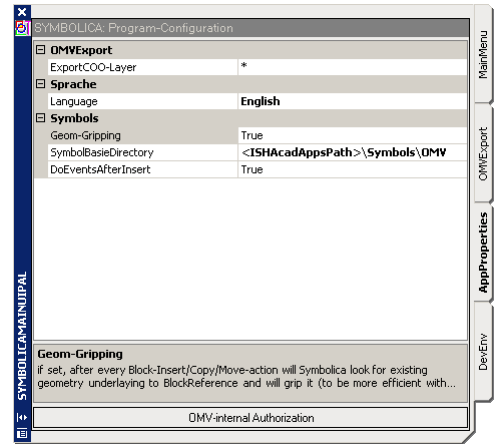 SYMBOLICA: Program-Configuration
OMVExport
ExportCOO-Layer *
Sprache
Language English
Symbols
Geom-Gripping True
SymbolBasieDirectory <ISHAcadAppsPath>\Symbols\OMV
DoEventsAfterInsert True
Geom-Gripping
if set, after every Block-Insert/Copy/Move-action will Symbolica look for existing
geometry underlaying to BlockReference and will grip it (to be more efficient with...
OMV-internal Authorization
SYMBOLICAMAINUIPAL
MainMenu
OMVExport
AppProperties
DevEnv